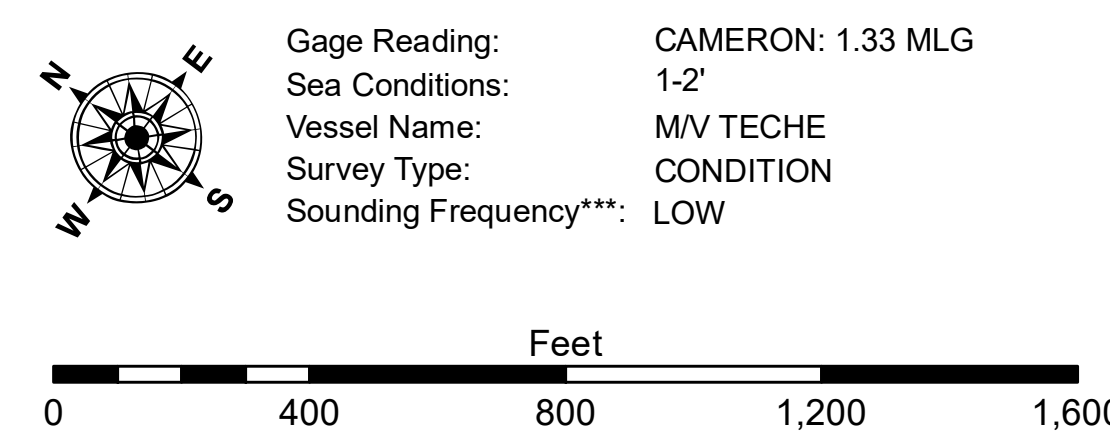 N E
Gage Reading: CAMERON: 1.33 MLG
Sea Conditions: 1-2'
Vessel Name: M/V TECHE
Survey Type: CONDITION
Sounding Frequency***: LOW
W S
Feet
0 400 800 1,200 1,600